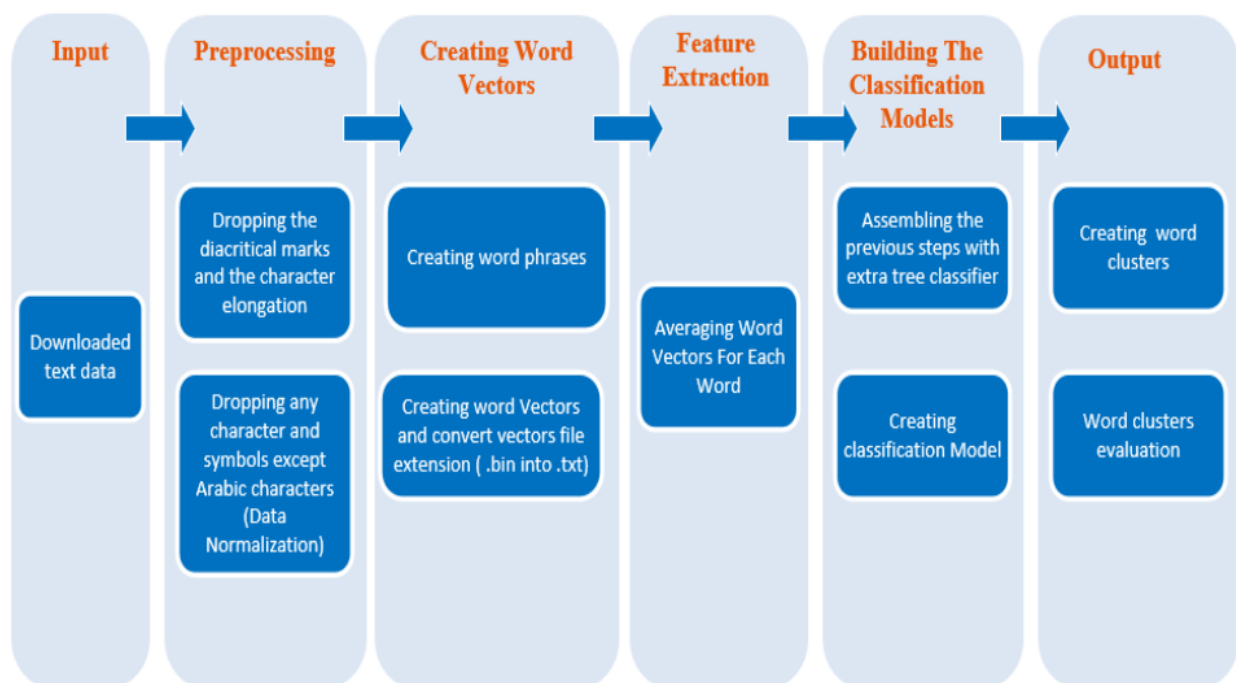 Input
Downloaded
text data
Preprocessing
Dropping the
diacritical marks
and the character
elongation
Dropping any
character and
symbols except
Arabic characters
(Data
Normalization)
Creating Word
Vectors
Creating word phrases
Creating word Vectors
and convert vectors file
extension ( .bin into .txt)
Feature
Extraction
Averaging Word
Vectors For Each
Word
Building The
Classification
Models
Assembling the
previous steps with
extra tree classifier
Creating
classification Model
Output
Creating word
clusters
Word clusters
evaluation